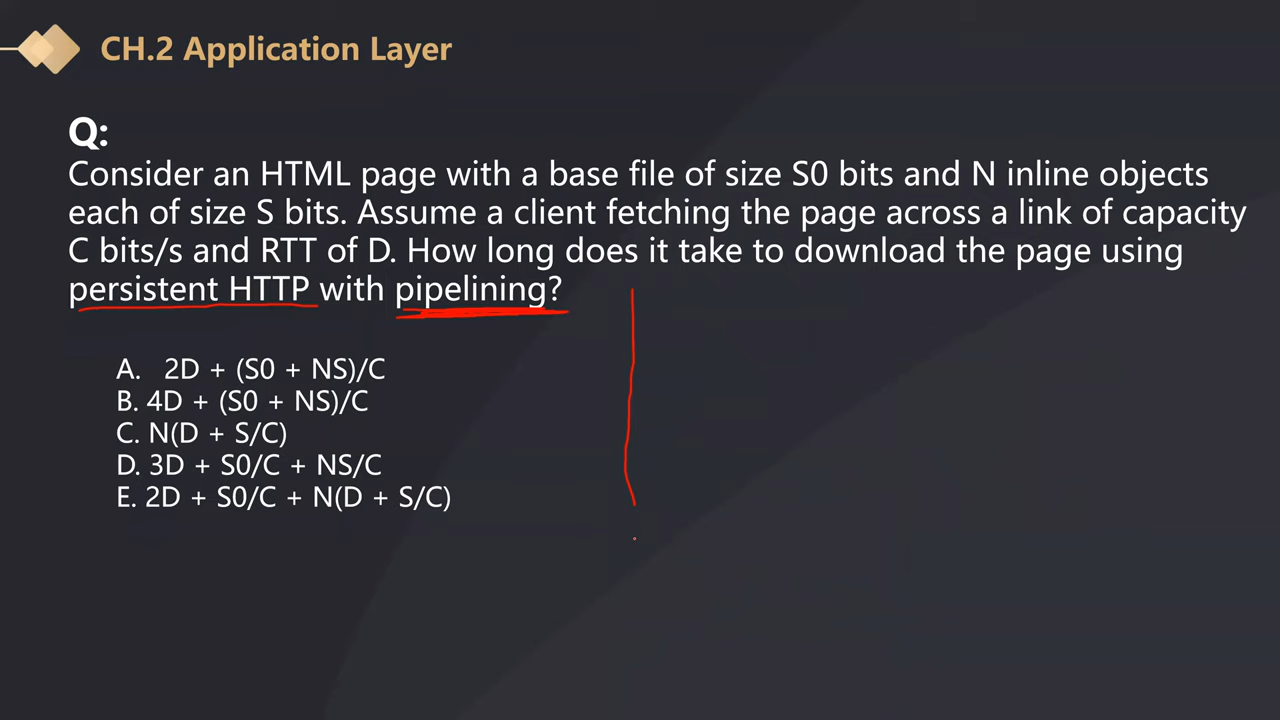 CH.2 Application Layer
Q:
Consider an HTML page with a base file of size S0 bits and N inline objects
each of size S bits. Assume a client fetching the page across a link of capacity
C bits/s and RTT of D. How long does it take to download the page using
persistent HTTP with pipelining?
A. 2D + (S0 + NS)/C
B. 4D + (S0 + NS)/C
C. N(D + S/C)
D. 3D + S0/C + NS/C
E. 2D + S0/C + N(D + S/C)